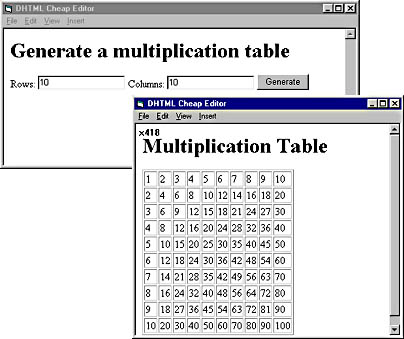 DHTML Cheap Editor
File Edit View Insert
Generate a multiplication table
Rows: 10 Columns: 10 Generate
DHTML Cheap Editor
File Edit View Insert
x418
Multiplication Table
1 2 3 4 5 6 7 8 9 10
2 4 6 8 10 12 14 16 18 20
3 6 9 12 15 18 21 24 27 30
4 8 12 16 20 24 28 32 36 40
5 10 15 20 25 30 35 40 45 50
6 12 18 24 30 36 42 48 54 60
7 14 21 28 35 42 49 56 63 70
8 16 24 32 40 48 56 64 72 80
9 18 27 36 45 54 63 72 81 90
10 20 30 40 50 60 70 80 90 100